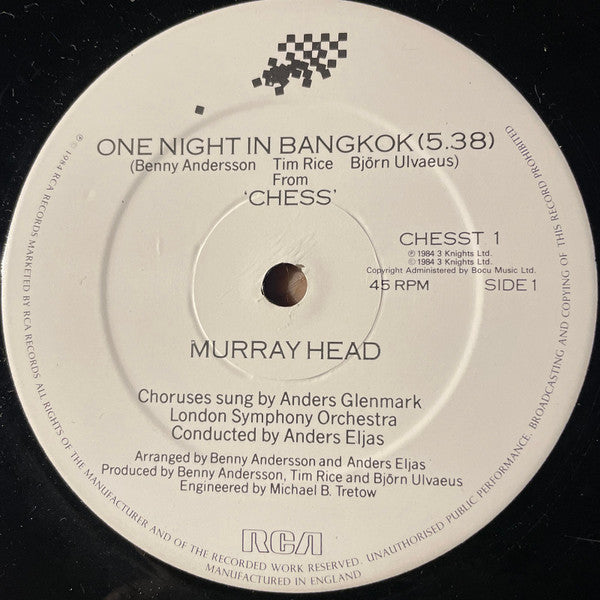 ONE NIGHT IN BANGKOK (5.38)
(Benny Andersson Tim Rice Björn Ulvaeus)
From
'CHESS'
CHESST 1
℗ 1984 3 Knights Ltd.
© 1984 3 Knights Ltd.
Copyright Administered by Bocu Music Ltd.
45 RPM SIDE 1
MURRAY HEAD
Choruses sung by Anders Glenmark
London Symphony Orchestra
Conducted by Anders Eljas
Arranged by Benny Andersson and Anders Eljas
Produced by Benny Andersson, Tim Rice and Björn Ulvaeus
Engineered by Michael B. Tretow
RCA
℗ 1984 RCA RECORDS MARKETED BY RCA RECORDS. ALL RIGHTS OF THE MANUFACTURER AND OF THE RECORDED WORK RESERVED. UNAUTHORISED PUBLIC PERFORMANCE, BROADCASTING AND COPYING OF THIS RECORD PROHIBITED
MANUFACTURED IN ENGLAND